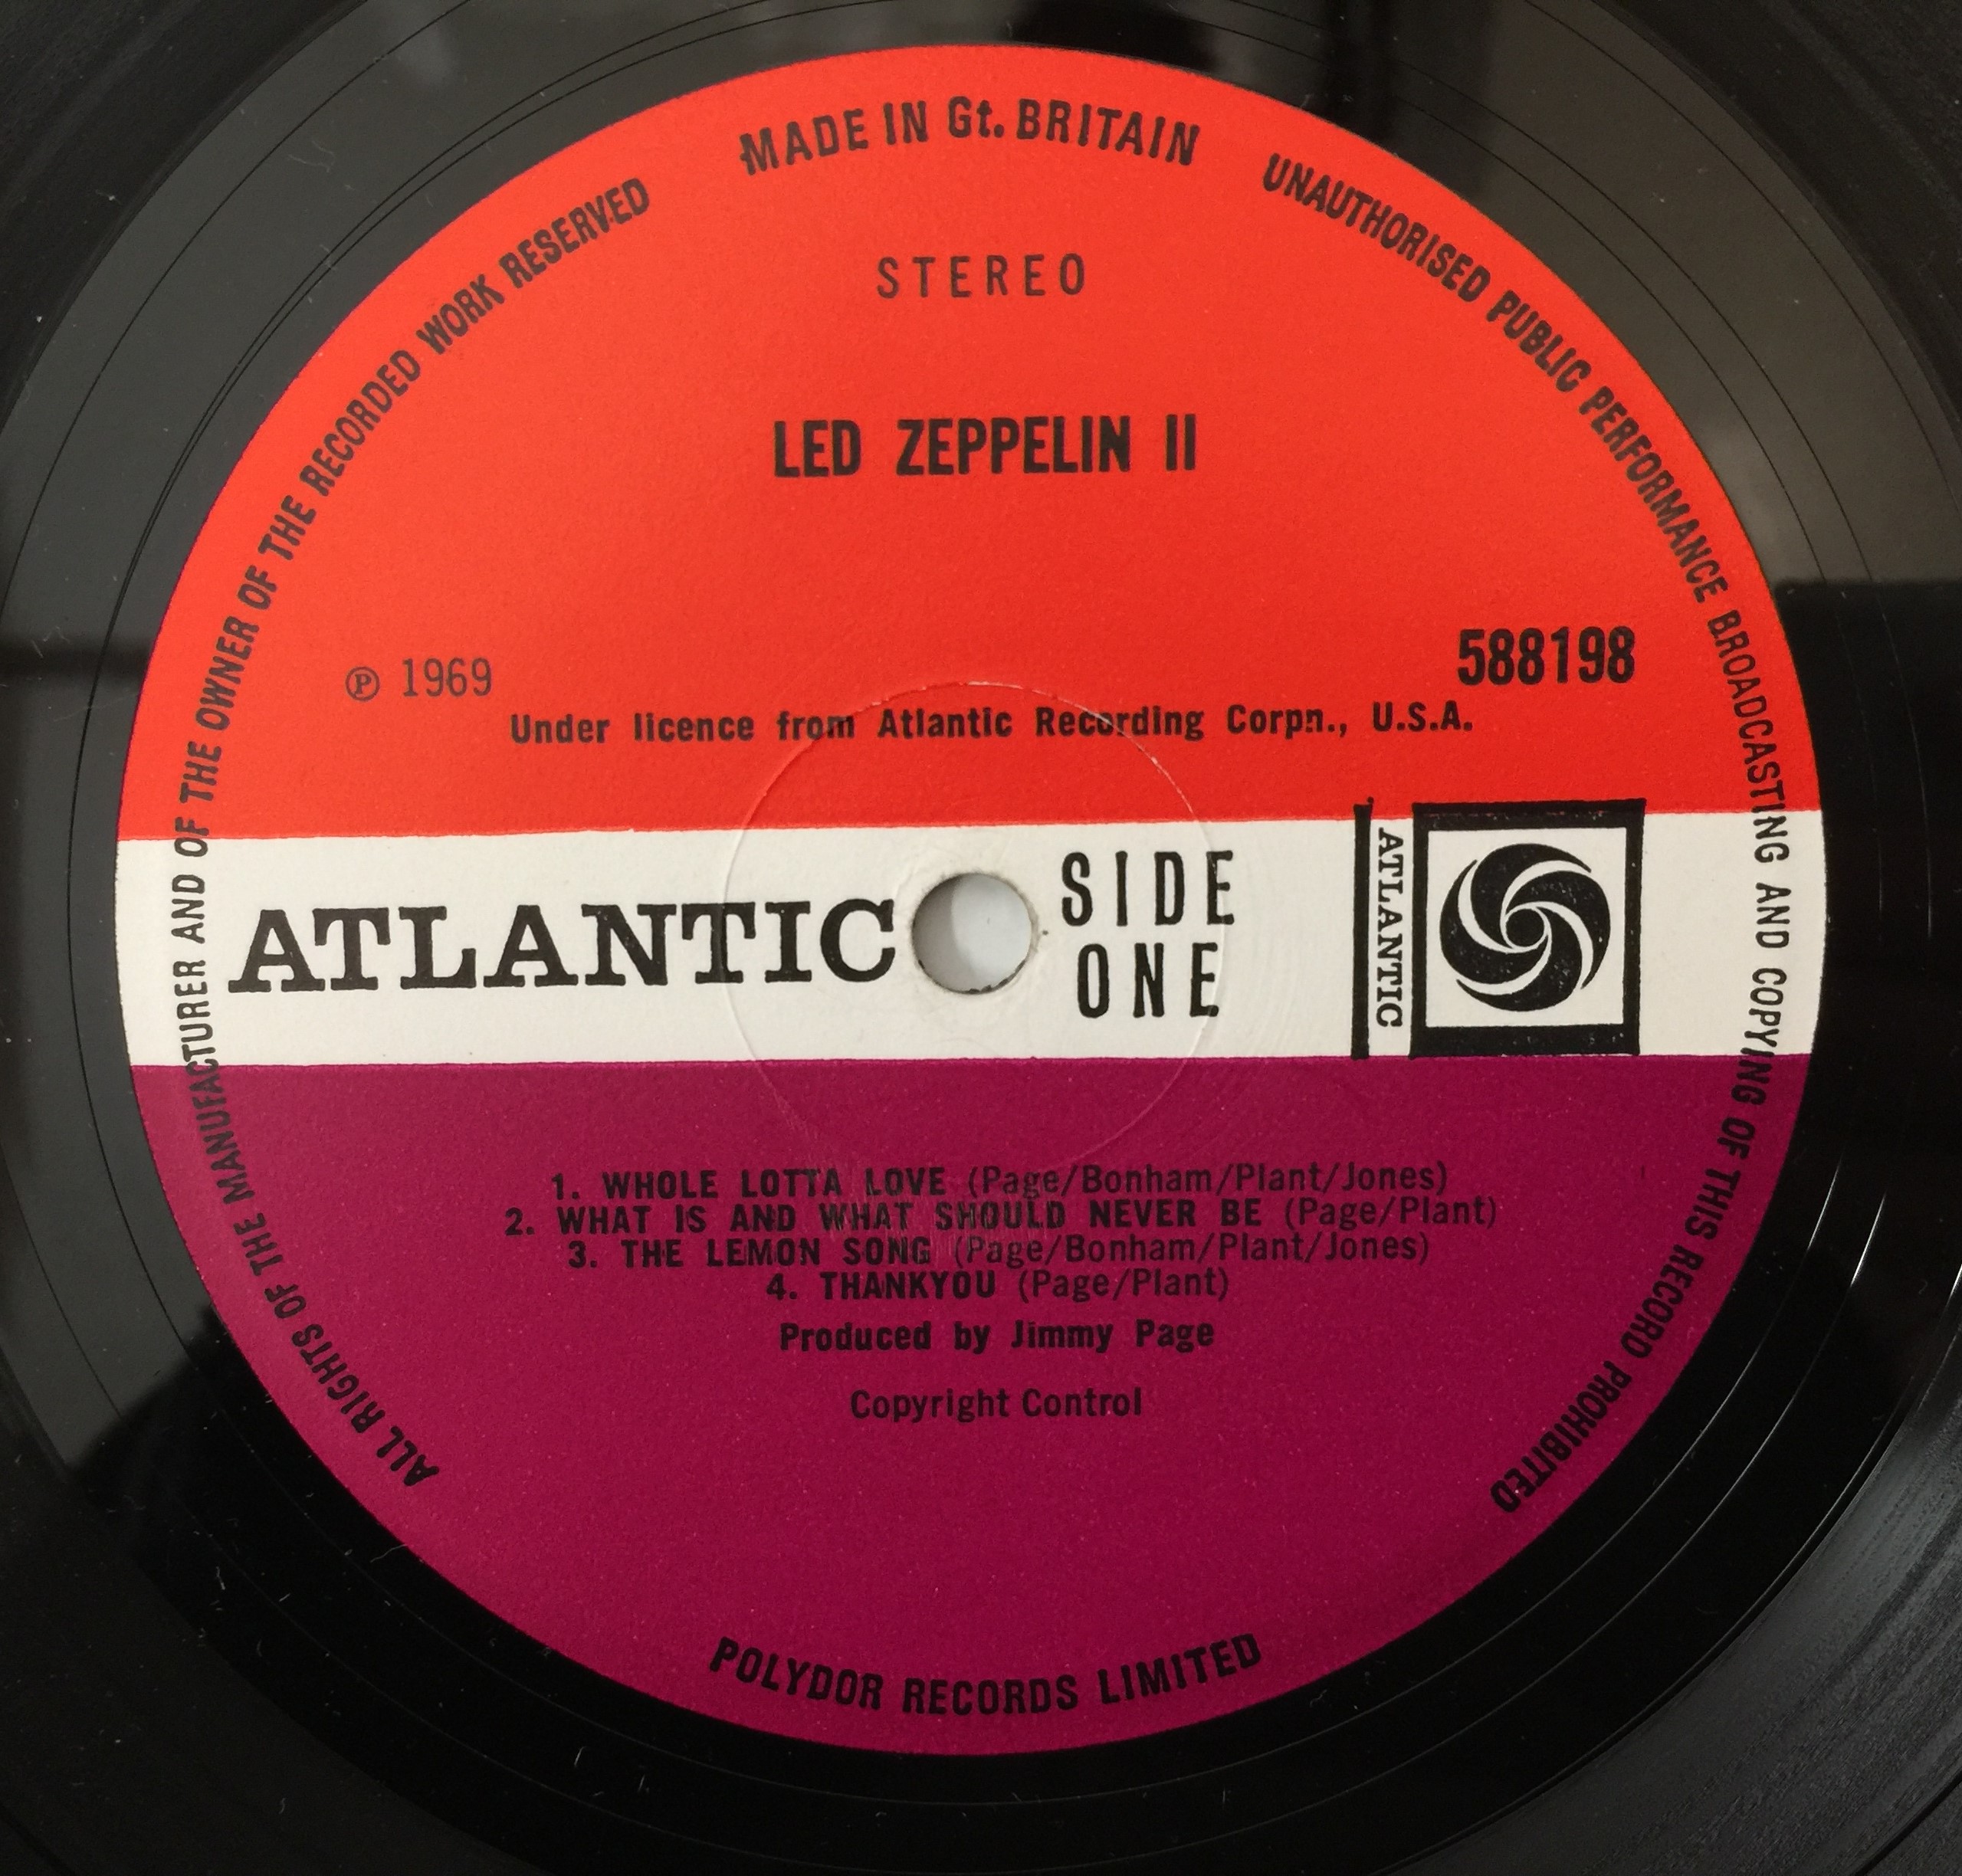 MADE IN Gt. BRITAIN
UNAUTHORISED PUBLIC PERFORMANCE BROADCASTING AND COPYING OF THIS RECORD PROHIBITED
ALL RIGHTS OF THE MANUFACTURER AND OF THE OWNER OF THE RECORDED WORK RESERVED
STEREO
LED ZEPPELIN II
588198
℗ 1969
Under licence from Atlantic Recording Corpn., U.S.A.
ATLANTIC
SIDE
ONE
ATLANTIC
1. WHOLE LOTTA LOVE (Page/Bonham/Plant/Jones)
2. WHAT IS AND WHAT SHOULD NEVER BE (Page/Plant)
3. THE LEMON SONG (Page/Bonham/Plant/Jones)
4. THANKYOU (Page/Plant)
Produced by Jimmy Page
Copyright Control
POLYDOR RECORDS LIMITED